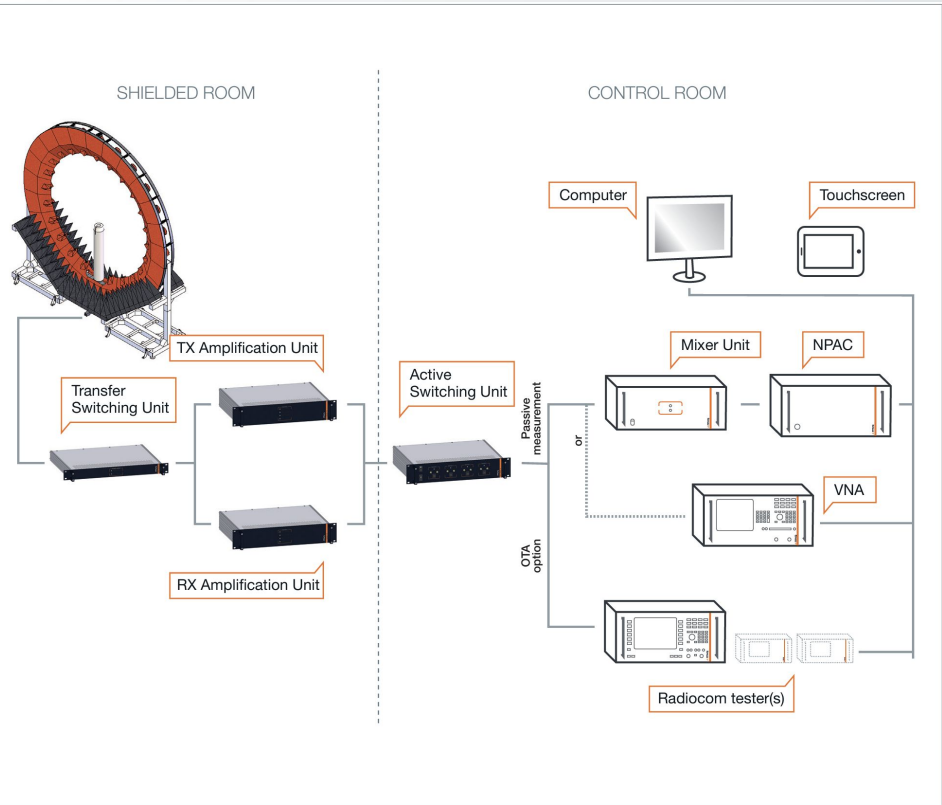 SHIELDED ROOM
CONTROL ROOM
Computer
Touchscreen
TX Amplification Unit
Mixer Unit
NPAC
Transfer
Switching Unit
Active
Switching Unit
Passive
measurement
or
VNA
OTA
option
RX Amplification Unit
Radiocom tester(s)